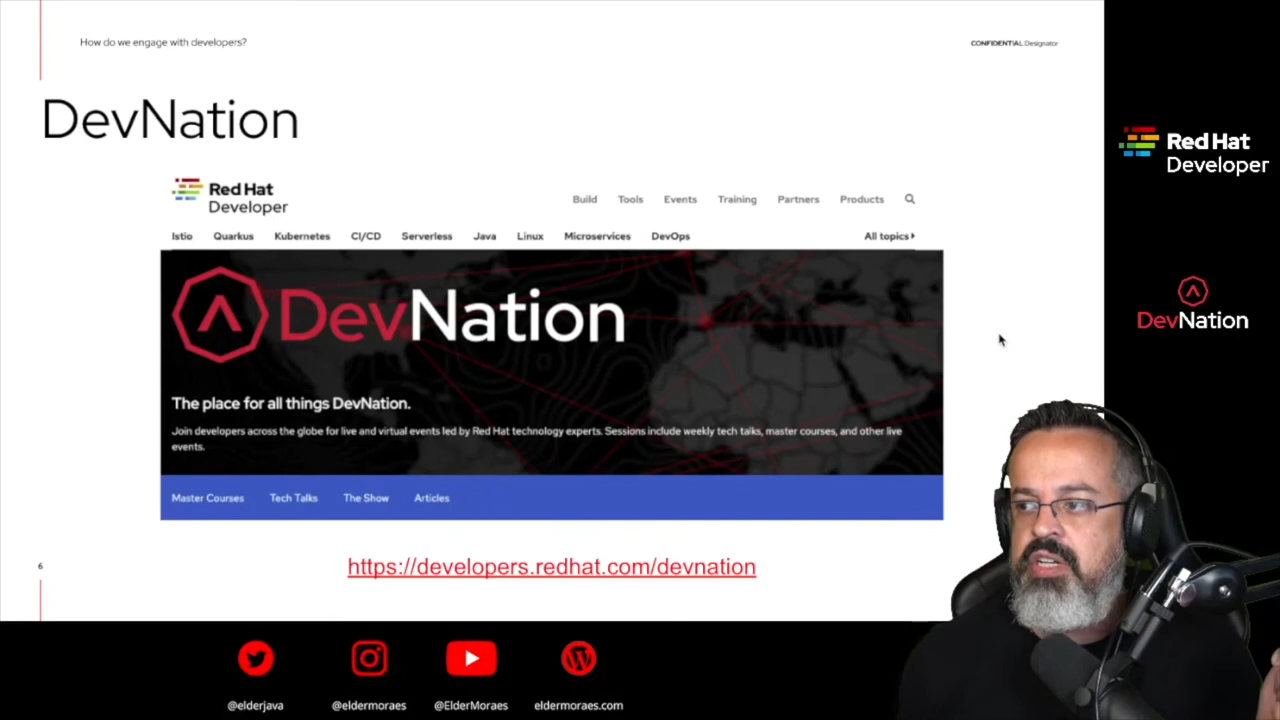 How do we engage with developers?
CONFIDENTIAL Designator
DevNation
Red Hat
Developer
Build Tools Events Training Partners Products
Istio Quarkus Kubernetes CI/CD Serverless Java Linux Microservices DevOps All topics
DevNation
The place for all things DevNation.
Join developers across the globe for live and virtual events led by Red Hat technology experts. Sessions include weekly tech talks, master courses, and other live
events.
Master Courses Tech Talks The Show Articles
https://developers.redhat.com/devnation
6
Red Hat
Developer
DevNation
@elderjava @eldermoraes @ElderMoraes eldermoraes.com